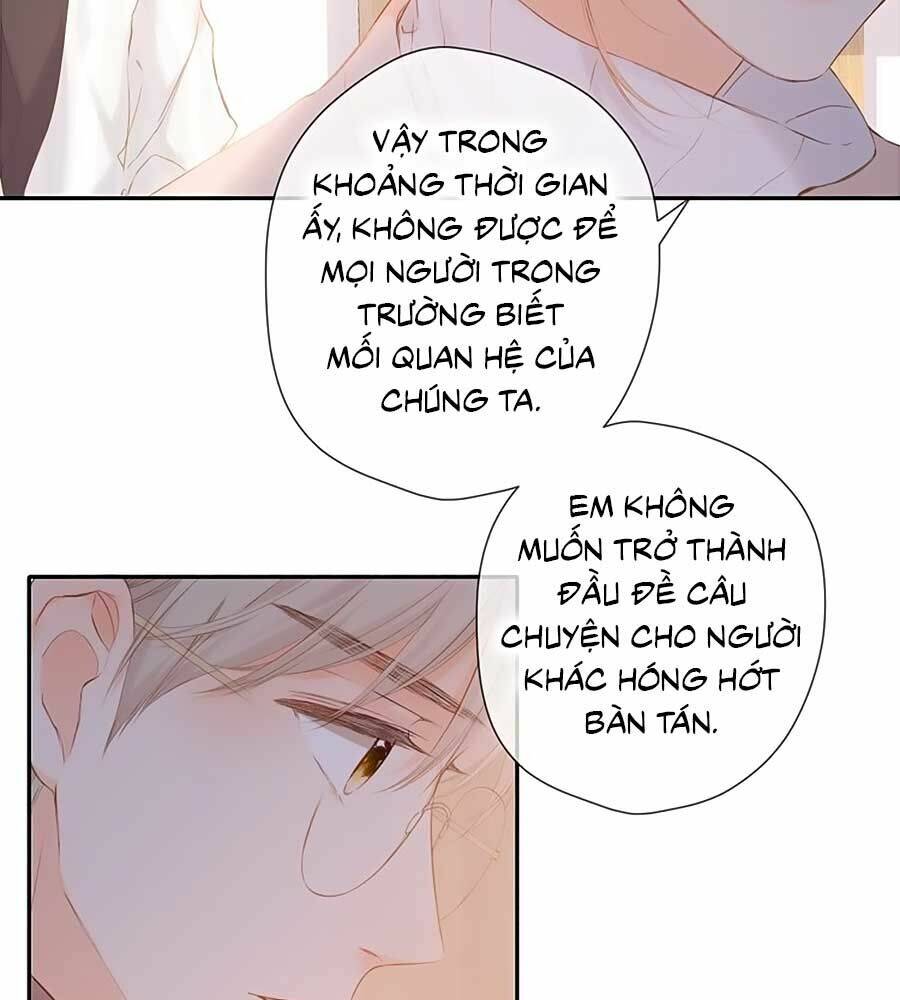 VẬY TRONG
KHOẢNG THỜI GIAN
ẤY, KHÔNG ĐƯỢC ĐỂ
MỌI NGƯỜI TRONG
TRƯỜNG BIẾT
MỐI QUAN HỆ CỦA
CHÚNG TA.
EM KHÔNG
MUỐN TRỞ THÀNH
ĐẦU ĐỀ CÂU
CHUYỆN CHO NGƯỜI
KHÁC HÓNG HỚT
BÀN TÁN.